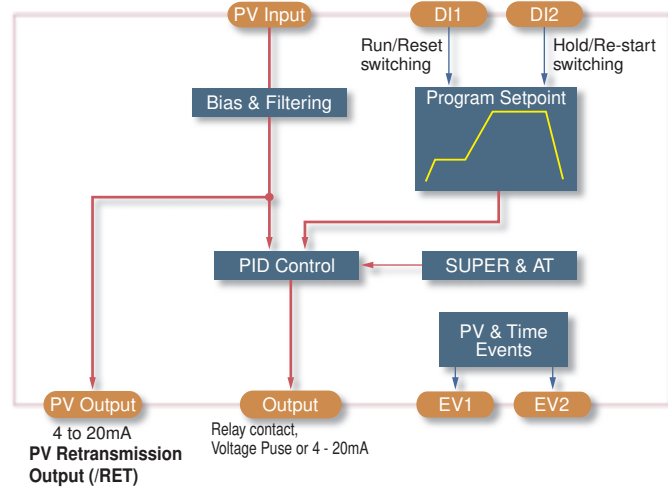 PV Input
DI1
DI2
Run/Reset
switching
Hold/Re-start
switching
Bias & Filtering
Program Setpoint
PID Control
SUPER & AT
PV & Time
Events
PV Output
Output
EV1
EV2
4 to 20mA
PV Retransmission
Output (/RET)
Relay contact,
Voltage Puse or 4 - 20mA